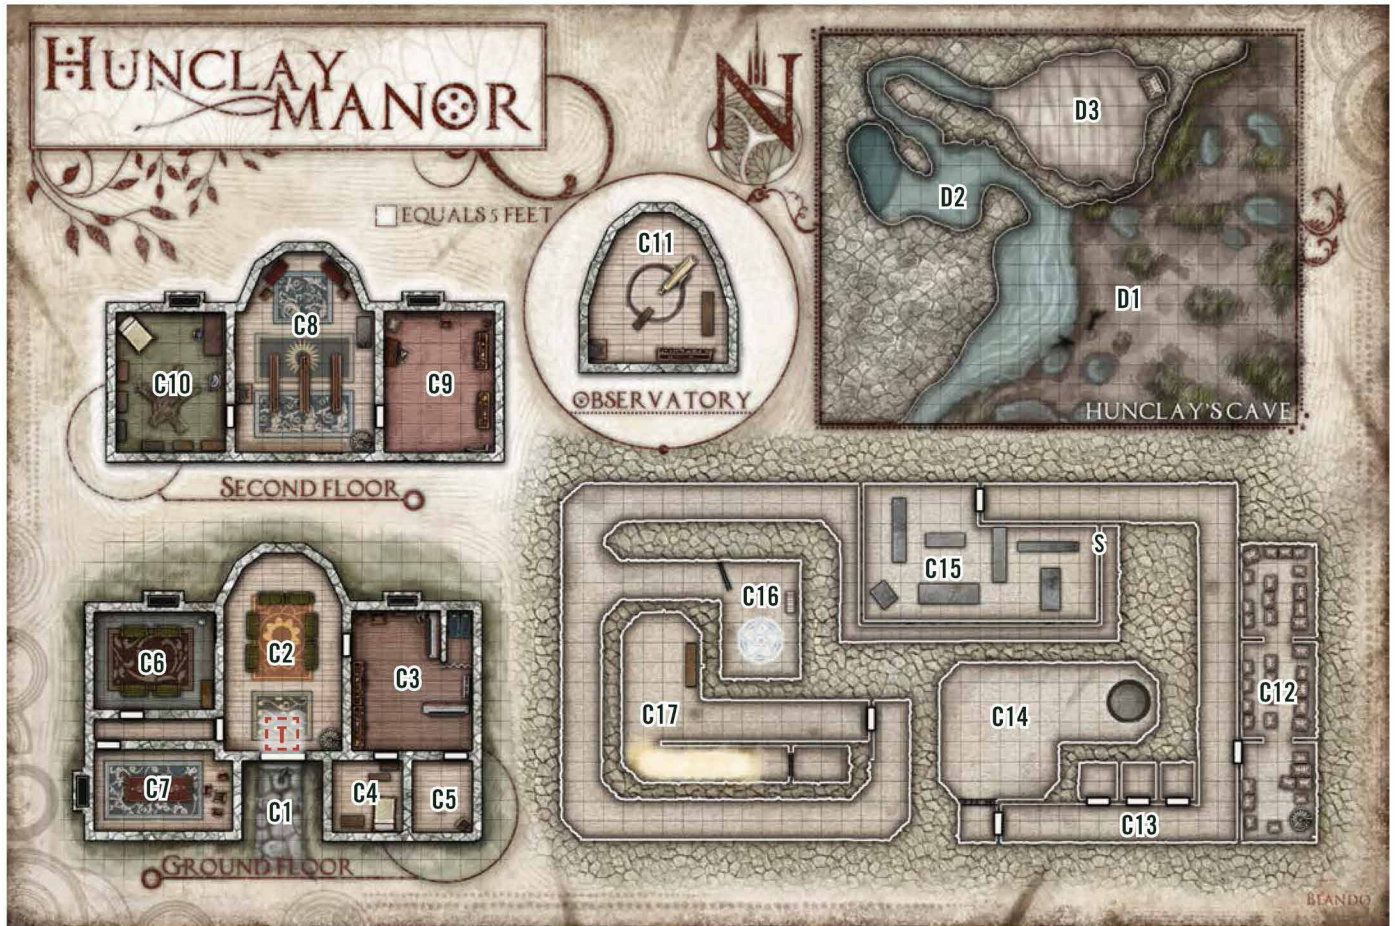 HUNCLAY
MANOR
N
EQUALS 5 FEET
C11
OBSERVATORY
D3
D2
D1
HUNCLAY'S CAVE
C8
C10
C9
SECOND FLOOR
C2
C6
C3
T
C7
C1
C4
C5
GROUND FLOOR
C15
S
C16
C17
C14
C12
C13
BLANDO